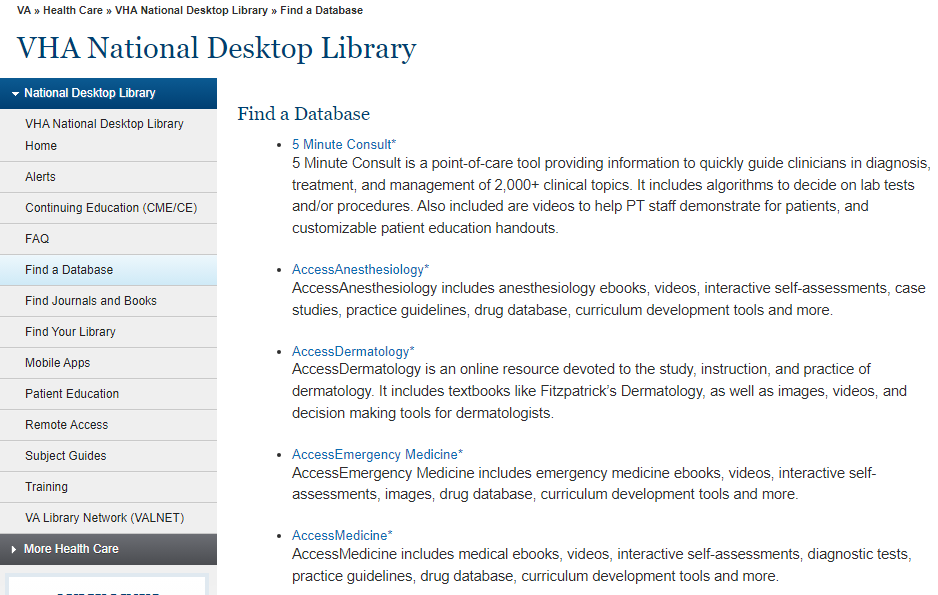 VA » Health Care » VHA National Desktop Library » Find a Database
VHA National Desktop Library
National Desktop Library
VHA National Desktop Library
Home
Alerts
Continuing Education (CME/CE)
FAQ
Find a Database
Find Journals and Books
Find Your Library
Mobile Apps
Patient Education
Remote Access
Subject Guides
Training
VA Library Network (VALNET)
More Health Care
Find a Database
• 5 Minute Consult*
5 Minute Consult is a point-of-care tool providing information to quickly guide clinicians in diagnosis,
treatment, and management of 2,000+ clinical topics. It includes algorithms to decide on lab tests
and/or procedures. Also included are videos to help PT staff demonstrate for patients, and
customizable patient education handouts.
• AccessAnesthesiology*
AccessAnesthesiology includes anesthesiology ebooks, videos, interactive self-assessments, case
studies, practice guidelines, drug database, curriculum development tools and more.
• AccessDermatology*
AccessDermatology is an online resource devoted to the study, instruction, and practice of
dermatology. It includes textbooks like Fitzpatrick’s Dermatology, as well as images, videos, and
decision making tools for dermatologists.
• AccessEmergency Medicine*
AccessEmergency Medicine includes emergency medicine ebooks, videos, interactive self-
assessments, images, drug database, curriculum development tools and more.
• AccessMedicine*
AccessMedicine includes medical ebooks, videos, interactive self-assessments, diagnostic tests,
practice guidelines, drug database, curriculum development tools and more.